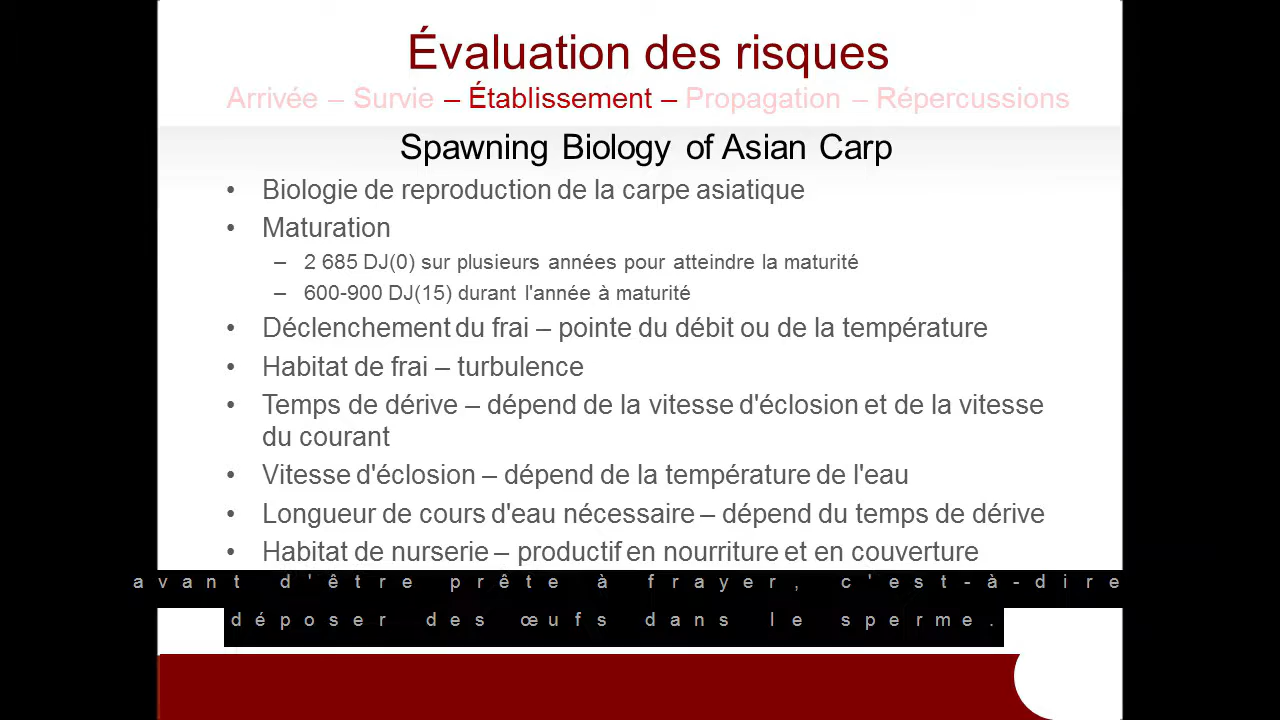 Évaluation des risques
Arrivée – Survie – Établissement – Propagation – Répercussions
Spawning Biology of Asian Carp
• Biologie de reproduction de la carpe asiatique
• Maturation
– 2 685 DJ(0) sur plusieurs années pour atteindre la maturité
– 600-900 DJ(15) durant l'année à maturité
• Déclenchement du frai – pointe du débit ou de la température
• Habitat de frai – turbulence
• Temps de dérive – dépend de la vitesse d'éclosion et de la vitesse
du courant
• Vitesse d'éclosion – dépend de la température de l'eau
• Longueur de cours d'eau nécessaire – dépend du temps de dérive
• Habitat de nurserie – productif en nourriture et en couverture
avant d'être prête à frayer, c'est-à-dire
déposer des œufs dans le sperme.